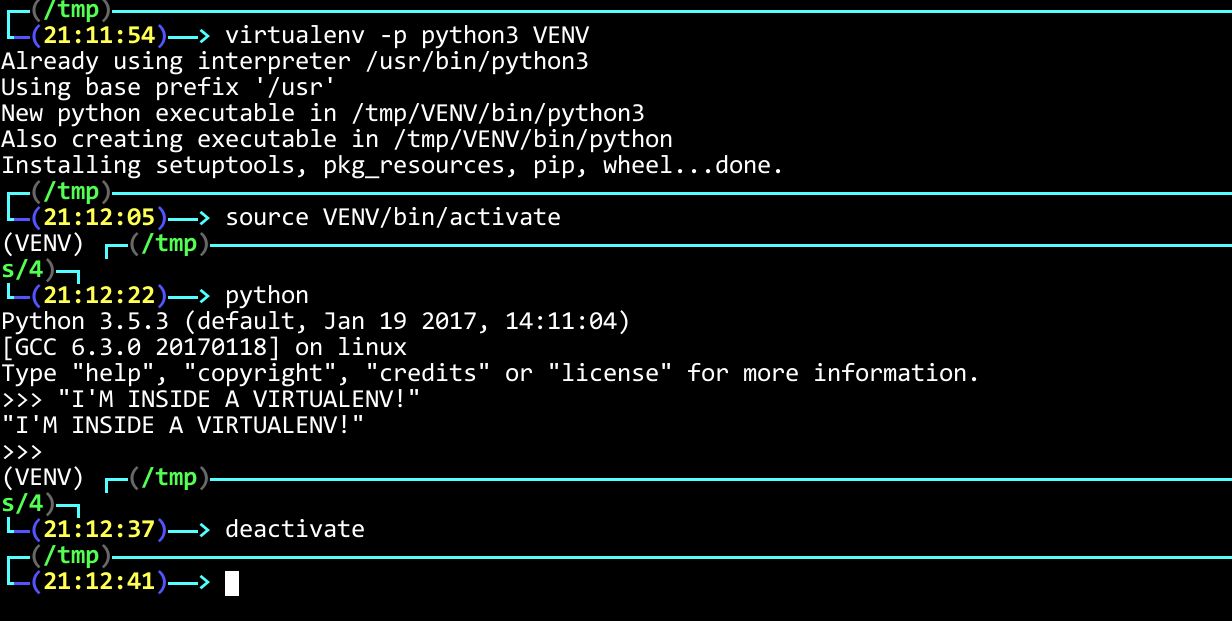 (/tmp)
(21:11:54)—> virtualenv -p python3 VENV
Already using interpreter /usr/bin/python3
Using base prefix '/usr'
New python executable in /tmp/VENV/bin/python3
Also creating executable in /tmp/VENV/bin/python
Installing setuptools, pkg_resources, pip, wheel...done.
(/tmp)
(21:12:05)—> source VENV/bin/activate
(VENV) (/tmp)
s/4)
(21:12:22)—> python
Python 3.5.3 (default, Jan 19 2017, 14:11:04)
[GCC 6.3.0 20170118] on linux
Type "help", "copyright", "credits" or "license" for more information.
>>> "I'M INSIDE A VIRTUALENV!"
"I'M INSIDE A VIRTUALENV!"
>>>
(VENV) (/tmp)
s/4)
(21:12:37)—> deactivate
(/tmp)
(21:12:41)—>